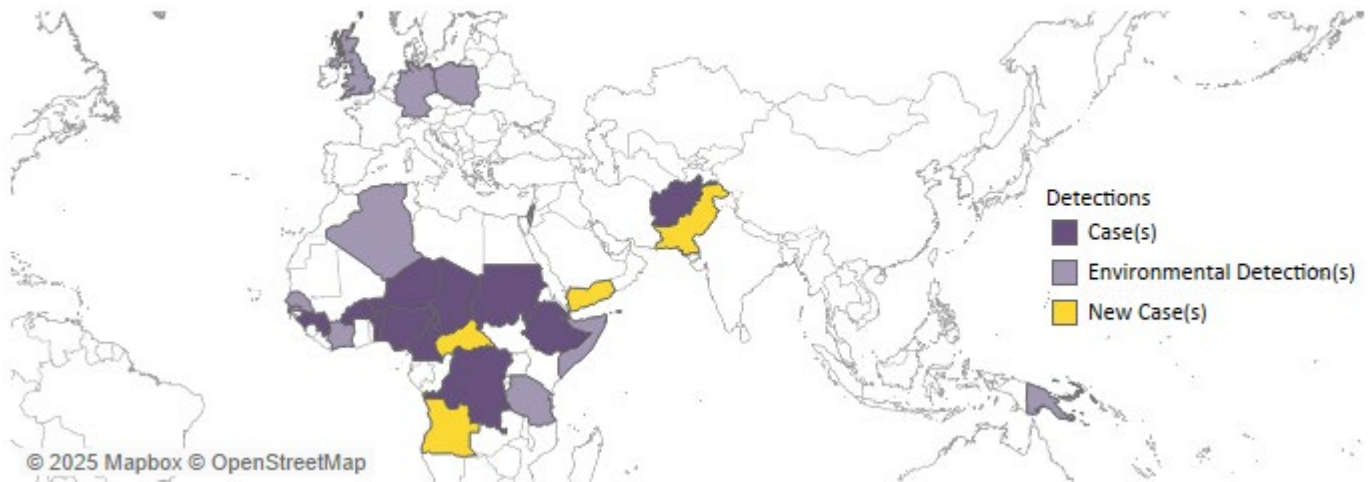 Detections
Case(s)
Environmental Detection(s)
New Case(s)
© 2025 Mapbox © OpenStreetMap